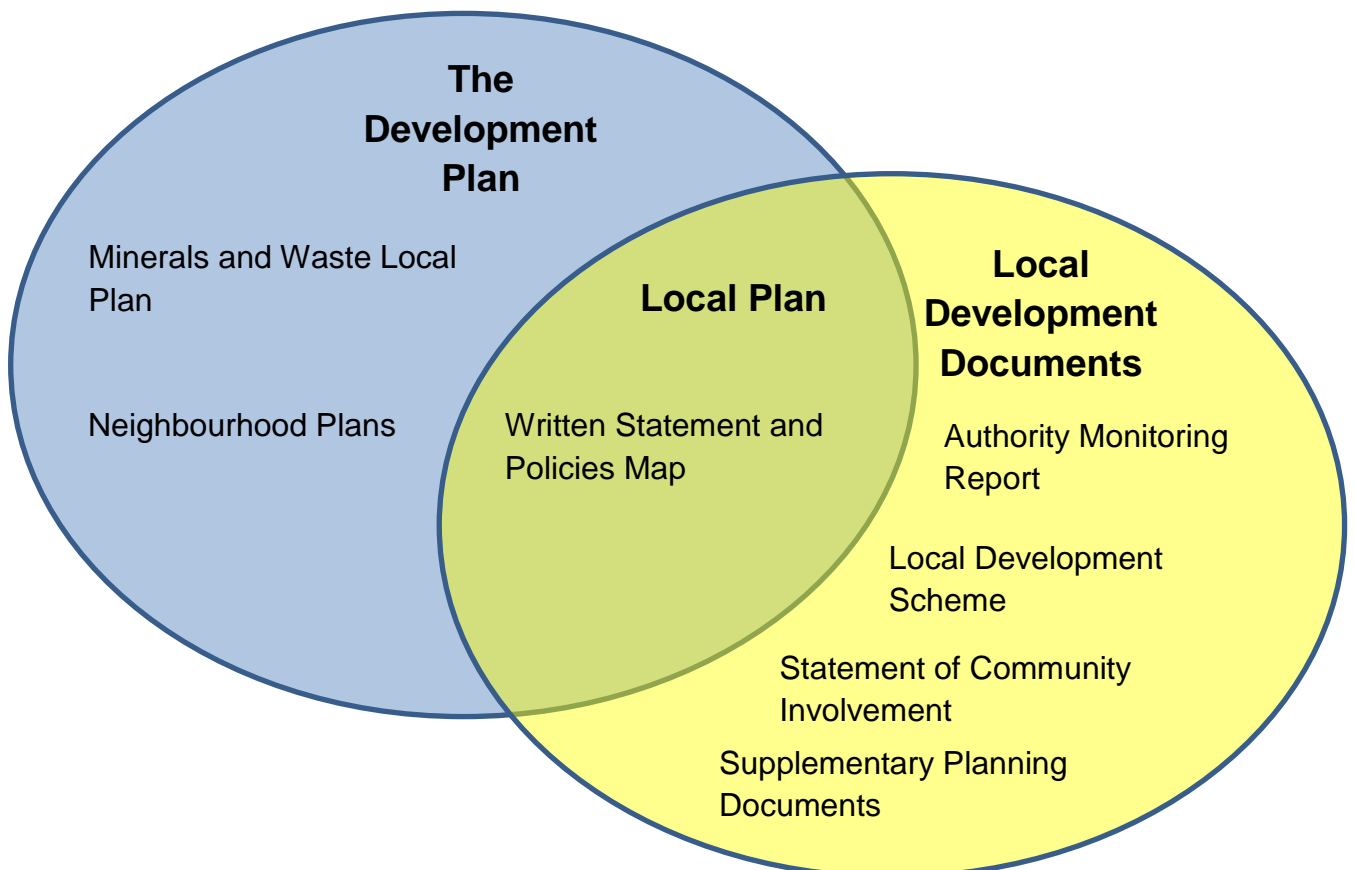 The
Development
Plan
Minerals and Waste Local
Plan
Neighbourhood Plans
Local Plan
Written Statement and
Policies Map
Local
Development
Documents
Authority Monitoring
Report
Local Development
Scheme
Statement of Community
Involvement
Supplementary Planning
Documents